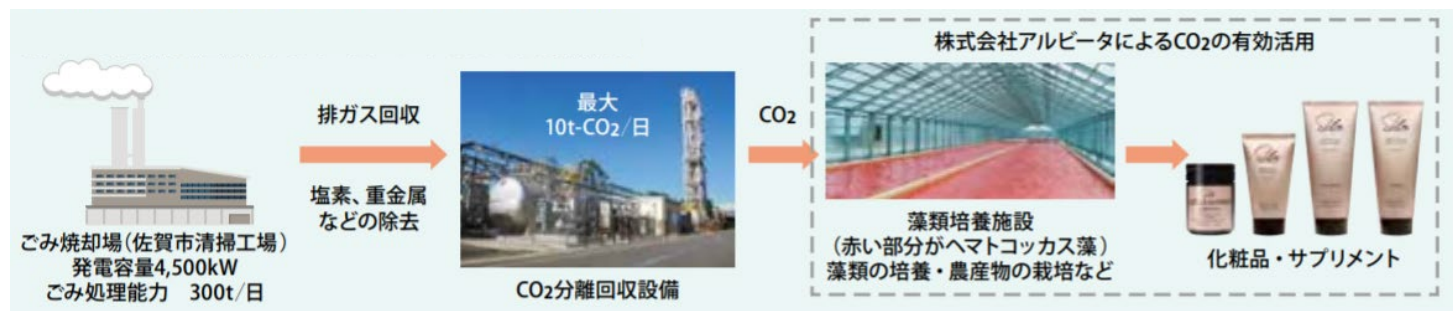 株式会社アルビータによるCO2の有効活用
排ガス回収
塩素、重金属
などの除去
ごみ焼却場(佐賀市清掃工場)
発電容量4,500kW
ごみ処理能力 300t/日
最大
10t-CO2/日
CO2分離回収設備
CO2
藻類培養施設
(赤い部分がヘマトコッカス藻)
藻類の培養・農産物の栽培など
化粧品・サプリメント